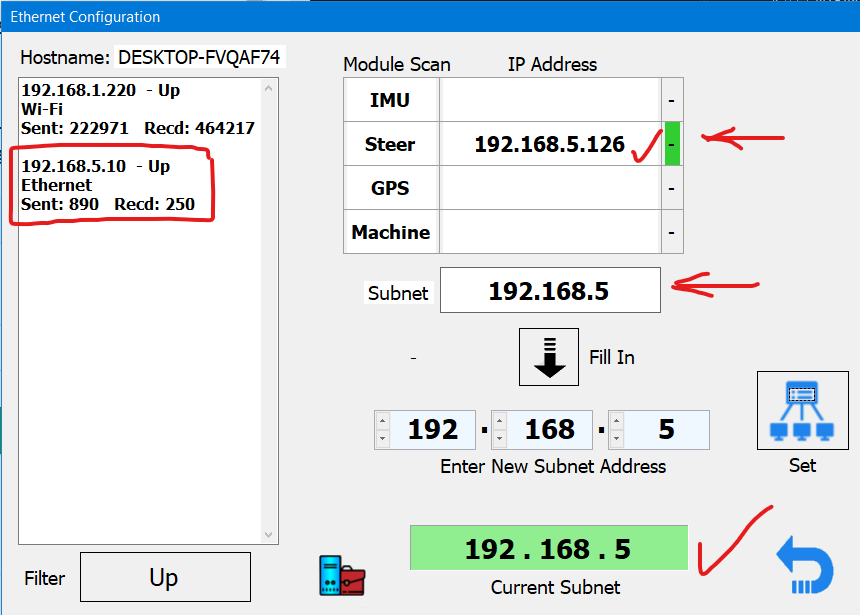 Ethernet Configuration
Hostname: DESKTOP-FVQAF74
192.168.1.220 - Up
Wi-Fi
Sent: 222971 Recd: 464217
192.168.5.10 - Up
Ethernet
Sent: 890 Recd: 250
Filter
Up
Module Scan IP Address
IMU -
Steer 192.168.5.126 -
GPS -
Machine -
Subnet 192.168.5
-
Fill In
192 . 168 . 5
Enter New Subnet Address
Set
192 . 168 . 5
Current Subnet